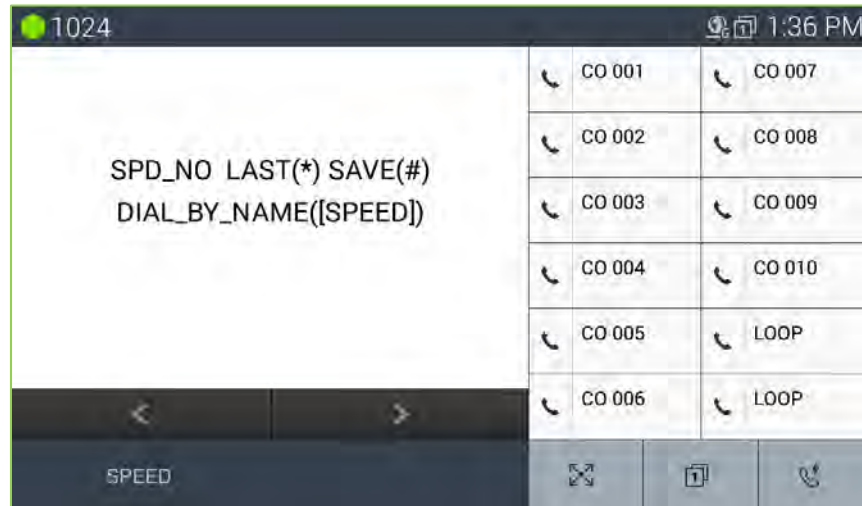 1024 1:36 PM
SPD_NO LAST(*) SAVE(#)
DIAL_BY_NAME([SPEED])
CO 001 CO 007
CO 002 CO 008
CO 003 CO 009
CO 004 CO 010
CO 005 LOOP
CO 006 LOOP
SPEED
1